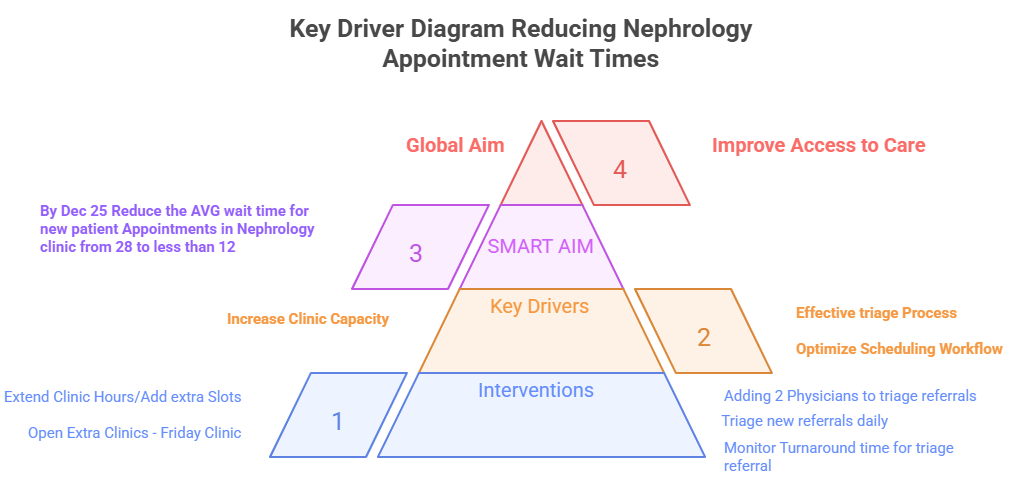 Key Driver Diagram Reducing Nephrology
Appointment Wait Times
Global Aim
4
Improve Access to Care
By Dec 25 Reduce the AVG wait time for
new patient Appointments in Nephrology
clinic from 28 to less than 12
3
SMART AIM
Increase Clinic Capacity
Key Drivers
2
Effective triage Process
Optimize Scheduling Workflow
Extend Clinic Hours/Add extra Slots
Open Extra Clinics - Friday Clinic
1
Interventions
Adding 2 Physicians to triage referrals
Triage new referrals daily
Monitor Turnaround time for triage
referral